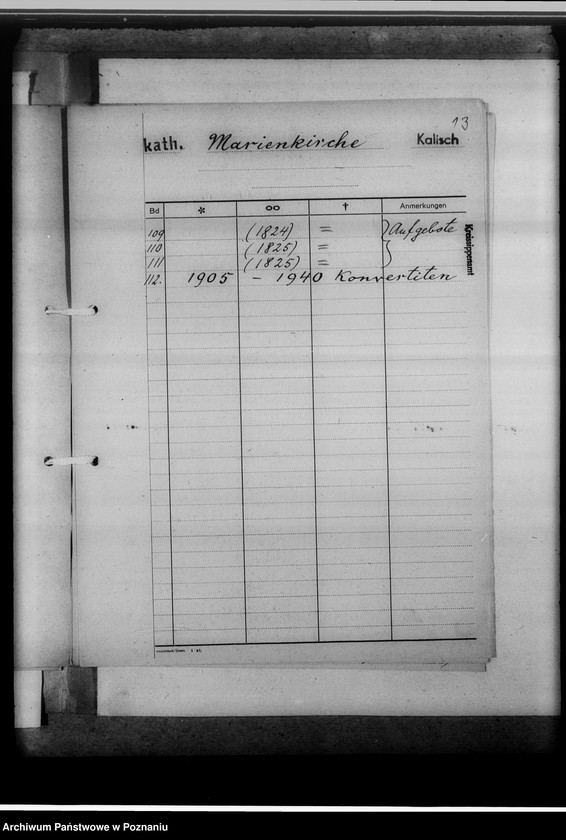 13
kath. Marienkirche Kalisch
Bd * oo † Anmerkungen
109 (1824) = } Aufgebote
110 (1825) = }
111 (1825) =
112. 1905 - 1940 Konvertiten
Kreissippenamt
Archiwum Państwowe w Poznaniu